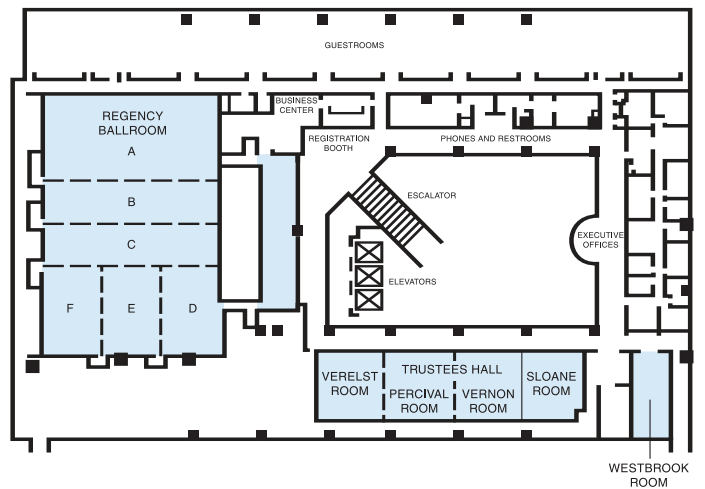 GUESTROOMS
BUSINESS
CENTER
REGENCY
BALLROOM
A
REGISTRATION
BOOTH
PHONES AND RESTROOMS
B
ESCALATOR
C
EXECUTIVE
OFFICES
ELEVATORS
F
E
D
VERELST
ROOM
TRUSTEES HALL
PERCIVAL
ROOM
VERNON
ROOM
SLOANE
ROOM
WESTBROOK
ROOM